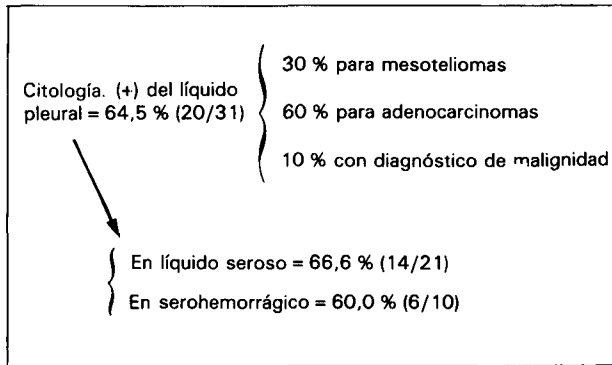 Citología. (+) del líquido
pleural = 64,5 % (20/31)
30 % para mesoteliomas
60 % para adenocarcinomas
10 % con diagnóstico de malignidad
En líquido seroso = 66,6 % (14/21)
En serohemorrágico = 60,0 % (6/10)